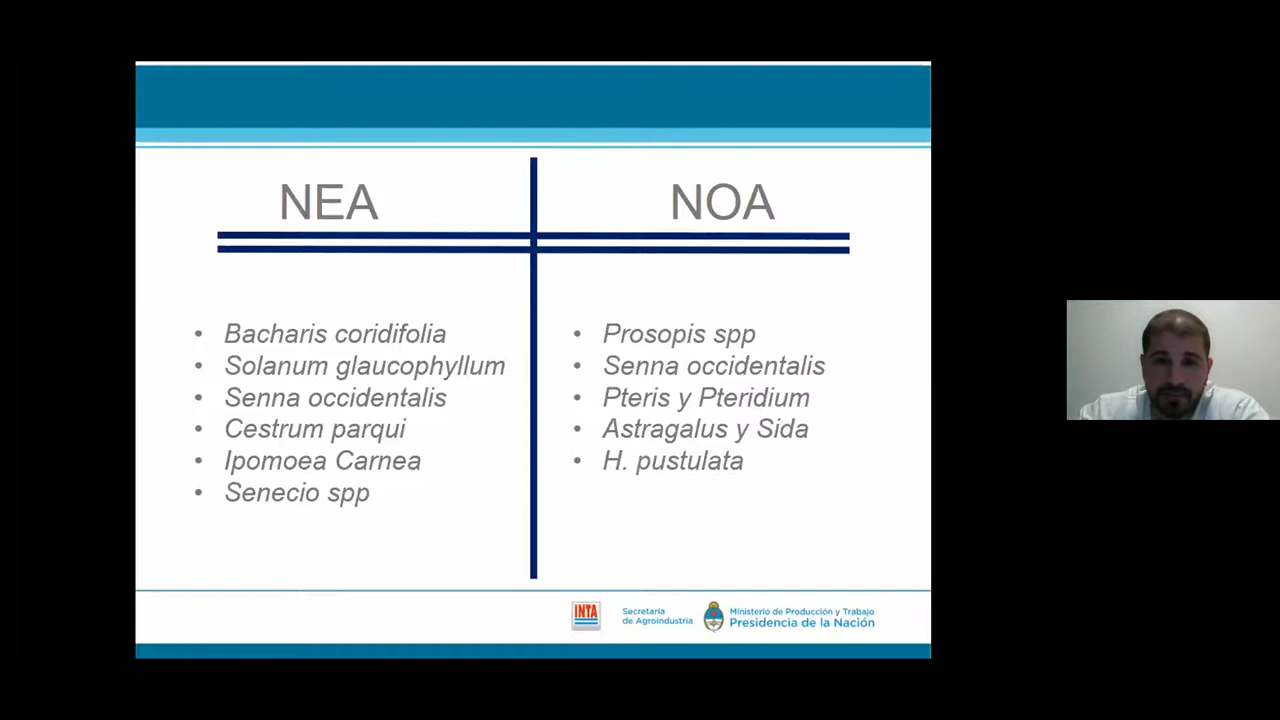 NEA
NOA
• Bacharis coridifolia
• Solanum glaucophyllum
• Senna occidentalis
• Cestrum parqui
• Ipomoea Carnea
• Senecio spp
• Prosopis spp
• Senna occidentalis
• Pteris y Pteridium
• Astragalus y Sida
• H. pustulata
INTA
Secretaría
de Agroindustria
Ministerio de Producción y Trabajo
Presidencia de la Nación